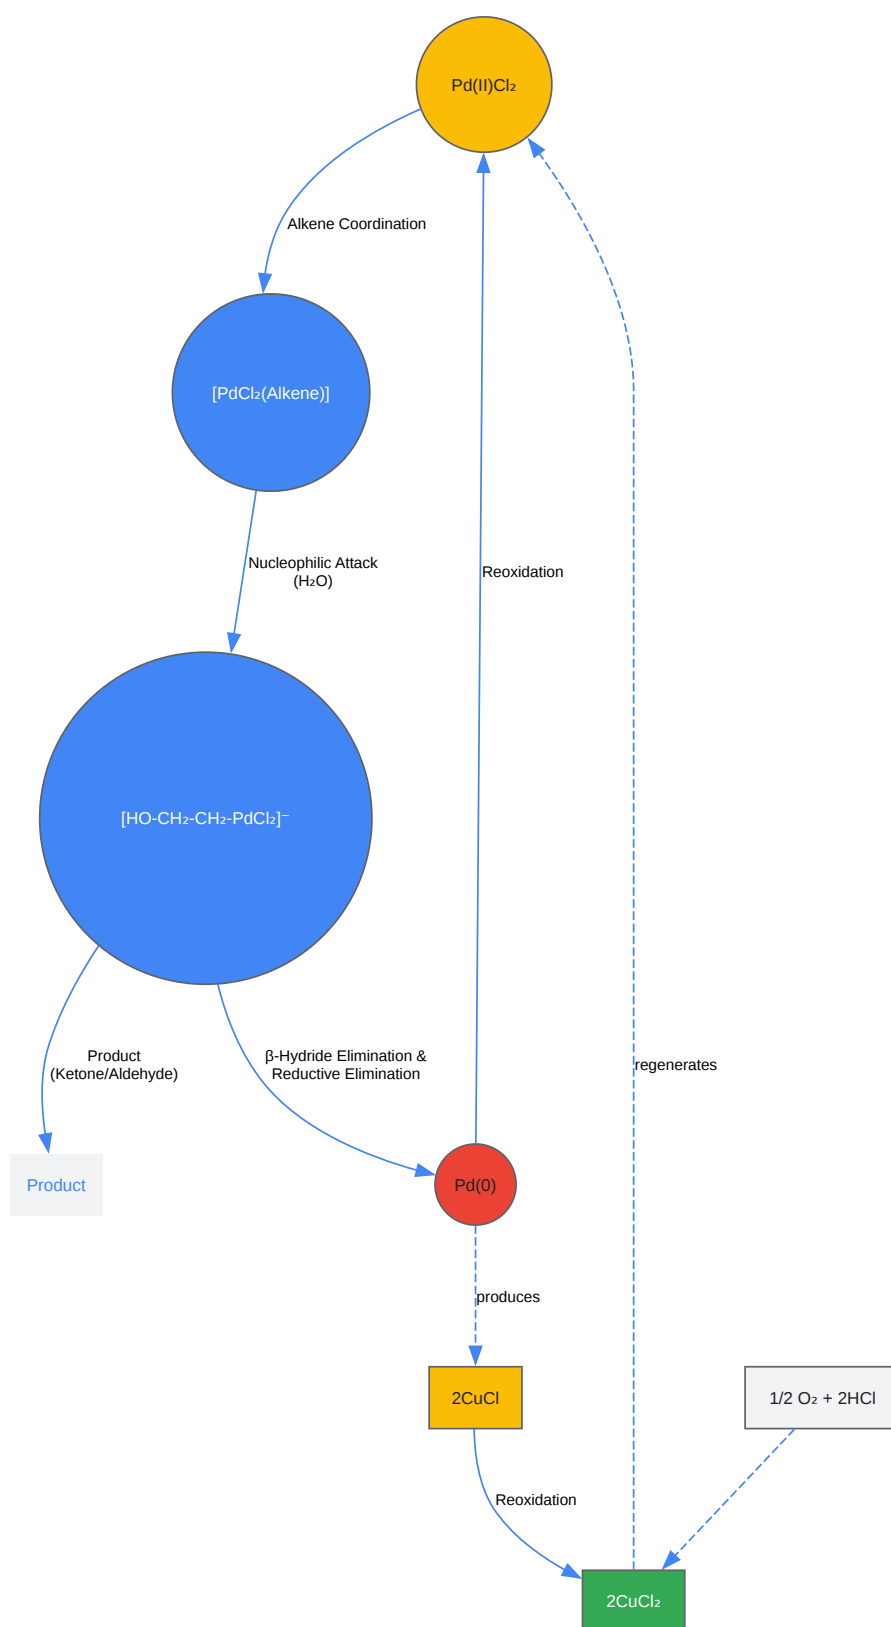 Pd(II)Cl₂
Alkene Coordination
[PdCl₂(Alkene)]
Nucleophilic Attack
(H₂O)
Reoxidation
[HO-CH₂-CH₂-PdCl₂]⁻
Product
(Ketone/Aldehyde)
β-Hydride Elimination &
Reductive Elimination
regenerates
Product
Pd(0)
produces
2CuCl
1/2 O₂ + 2HCl
Reoxidation
2CuCl₂